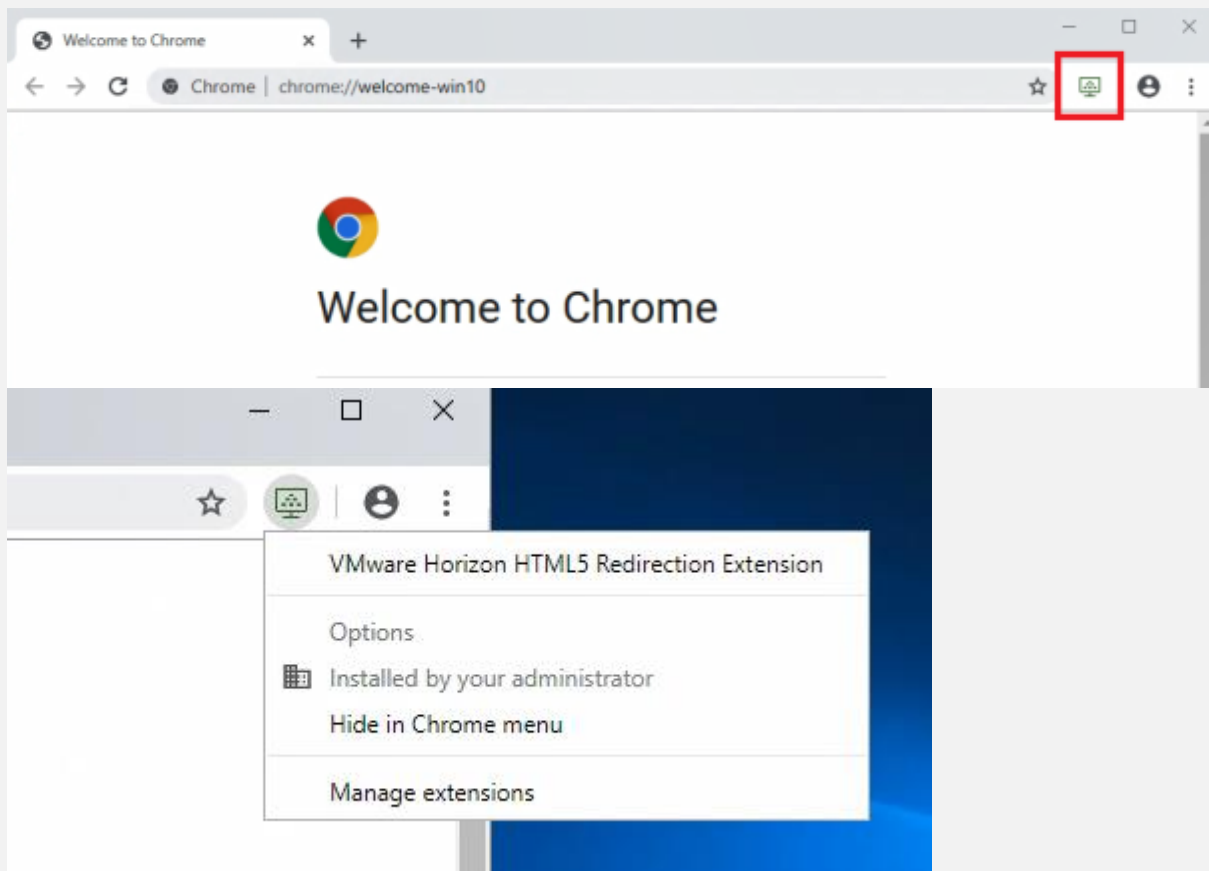 Welcome to Chrome
Chrome | chrome://welcome-win10
Welcome to Chrome
VMware Horizon HTML5 Redirection Extension
Options
Installed by your administrator
Hide in Chrome menu
Manage extensions